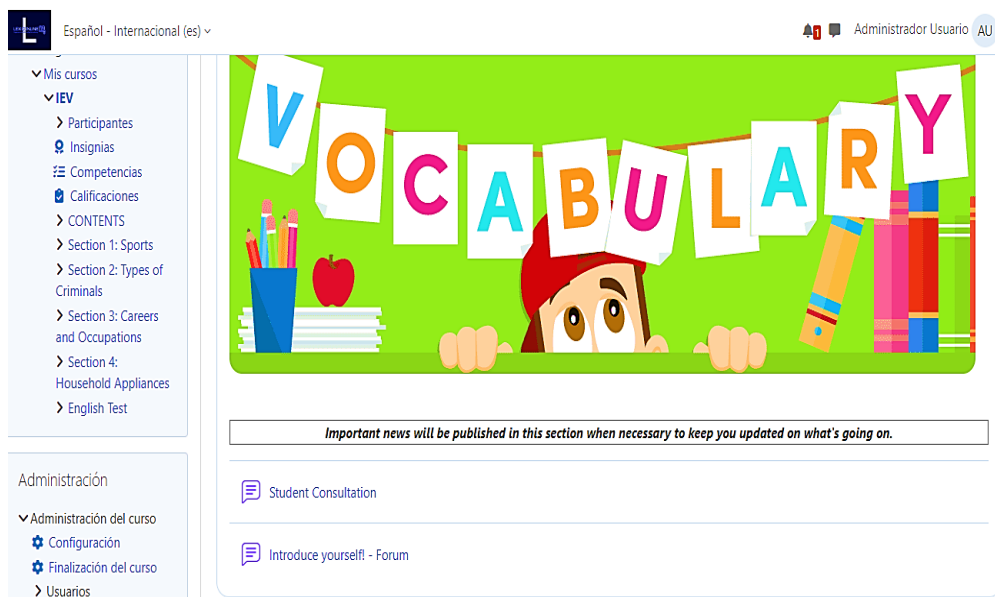 Español - Internacional (es)
1
Administrador Usuario
AU
Mis cursos
IEV
Participantes
Insignias
Competencias
Calificaciones
CONTENTS
Section 1: Sports
Section 2: Types of
Criminals
Section 3: Careers
and Occupations
Section 4:
Household Appliances
English Test
Administración
Administración del curso
Configuración
Finalización del curso
Usuarios
VOCABULARY
Important news will be published in this section when necessary to keep you updated on what's going on.
Student Consultation
Introduce yourself! - Forum